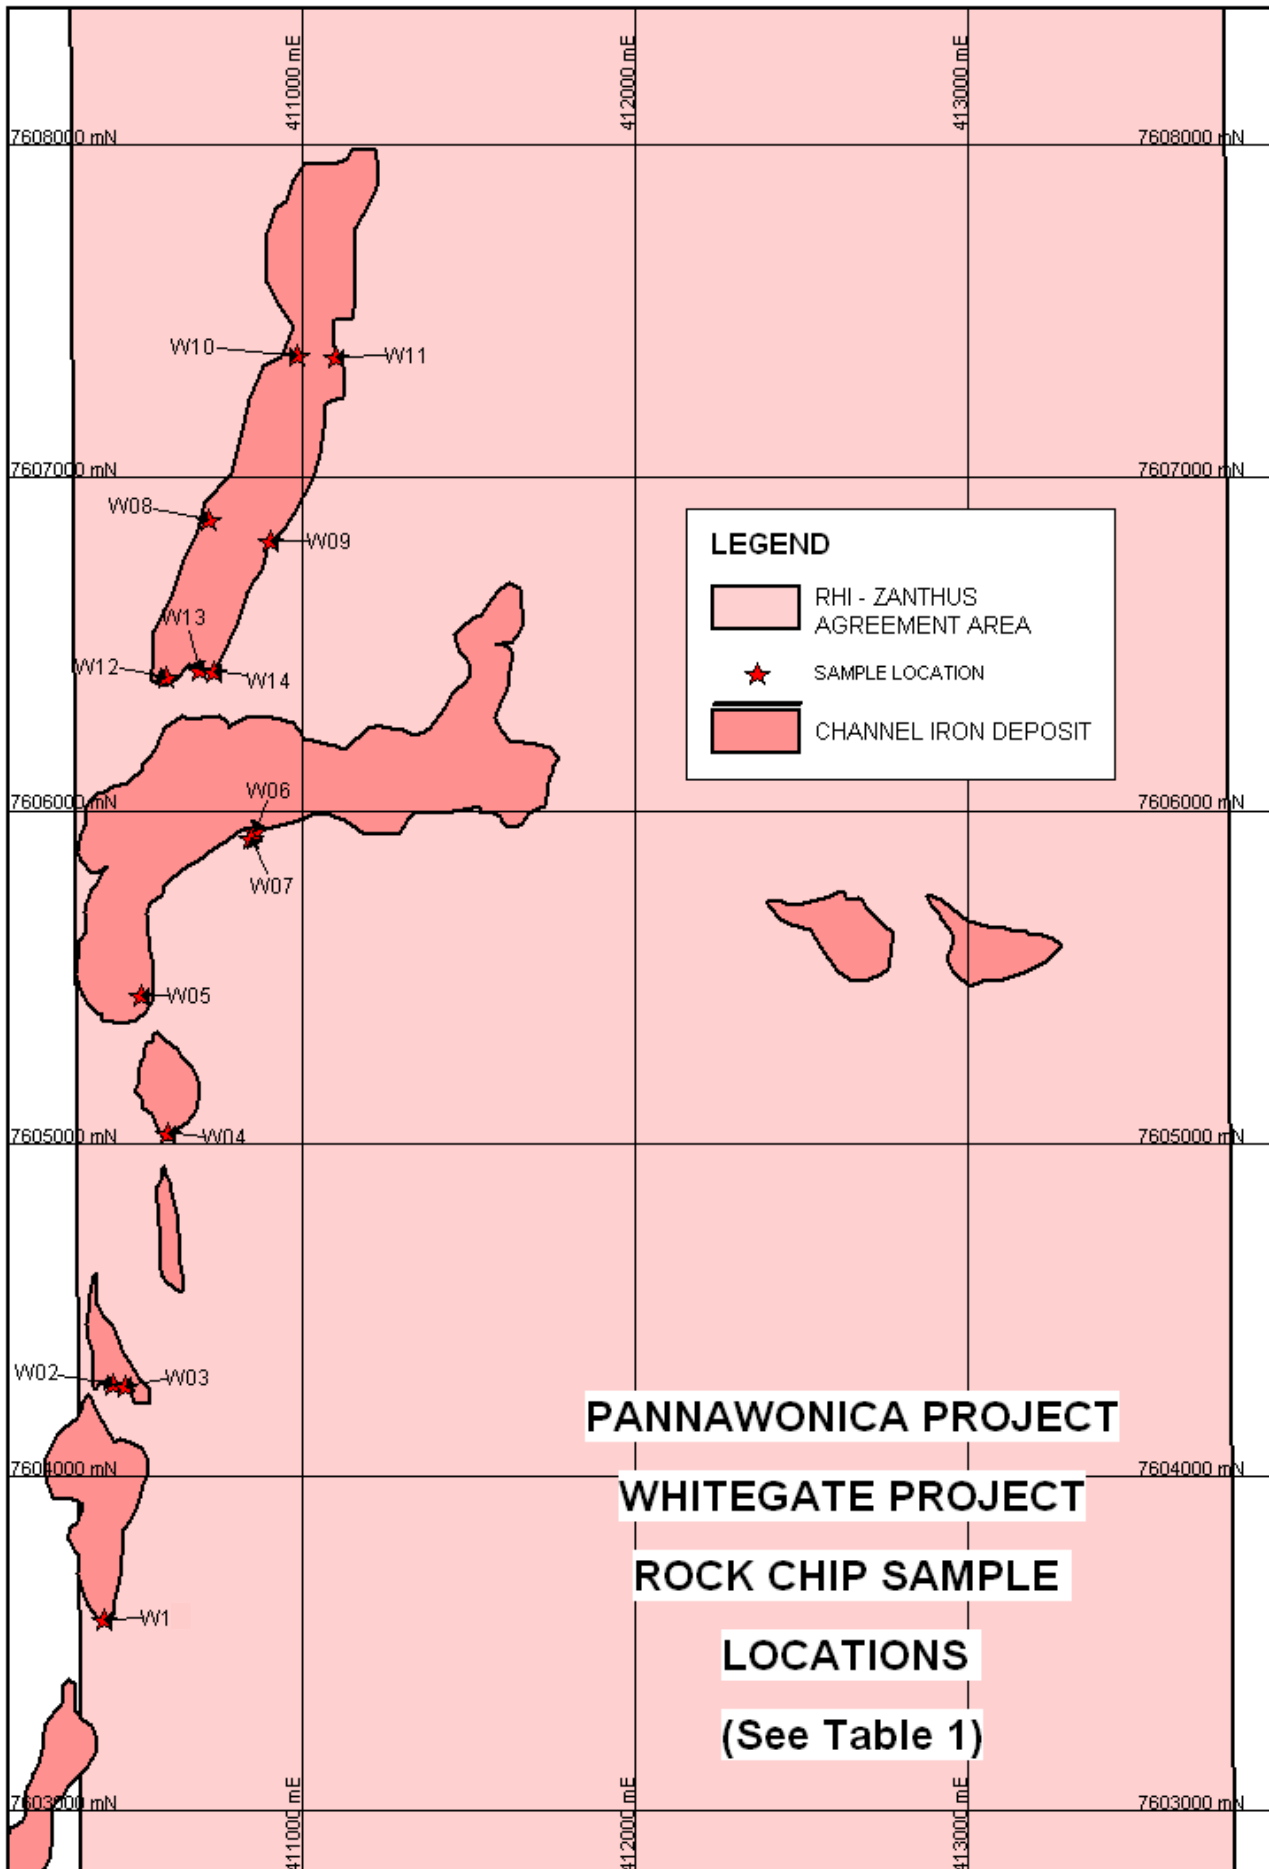 411000 mE
412000 mE
413000 mE
7608000 mN
7608000 mN
W10
W11
7607000 mN
7607000 mN
W08
W09
LEGEND
RHI - ZANTHUS
AGREEMENT AREA
SAMPLE LOCATION
CHANNEL IRON DEPOSIT
W13
W12
W14
W06
7606000 mN
7606000 mN
W07
W05
W04
7605000 mN
7605000 mN
W02
W03
PANNAWONICA PROJECT
7604000 mN
7604000 mN
WHITEGATE PROJECT
ROCK CHIP SAMPLE
W1
LOCATIONS
(See Table 1)
7603000 mN
7603000 mN
411000 mE
412000 mE
413000 mE